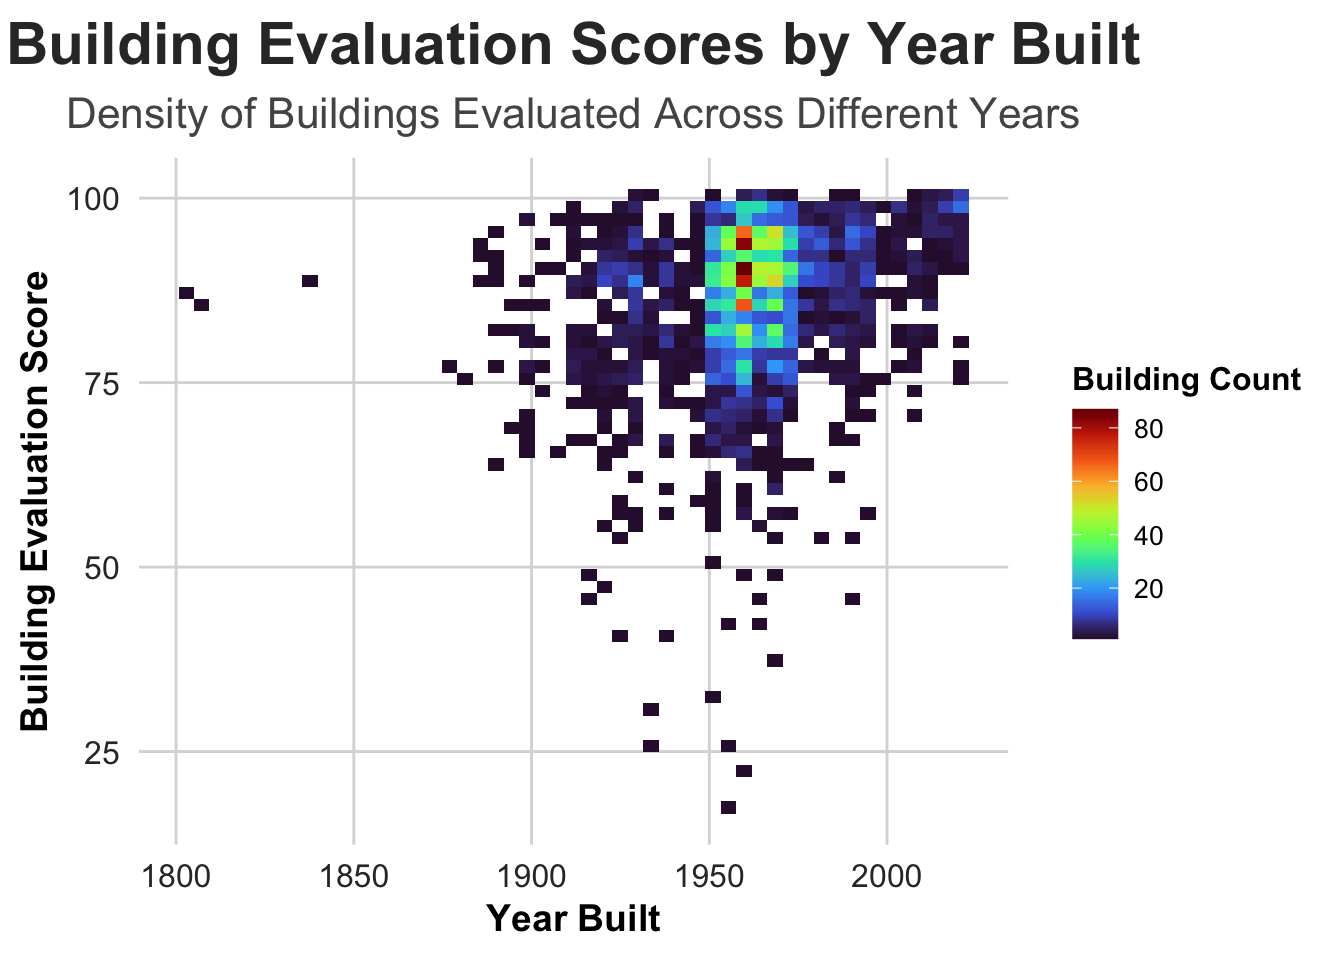 Building Evaluation Scores by Year Built
Density of Buildings Evaluated Across Different Years
100
75
50
25
Building Evaluation Score
1800 1850 1900 1950 2000
Year Built
Building Count
80
60
40
20